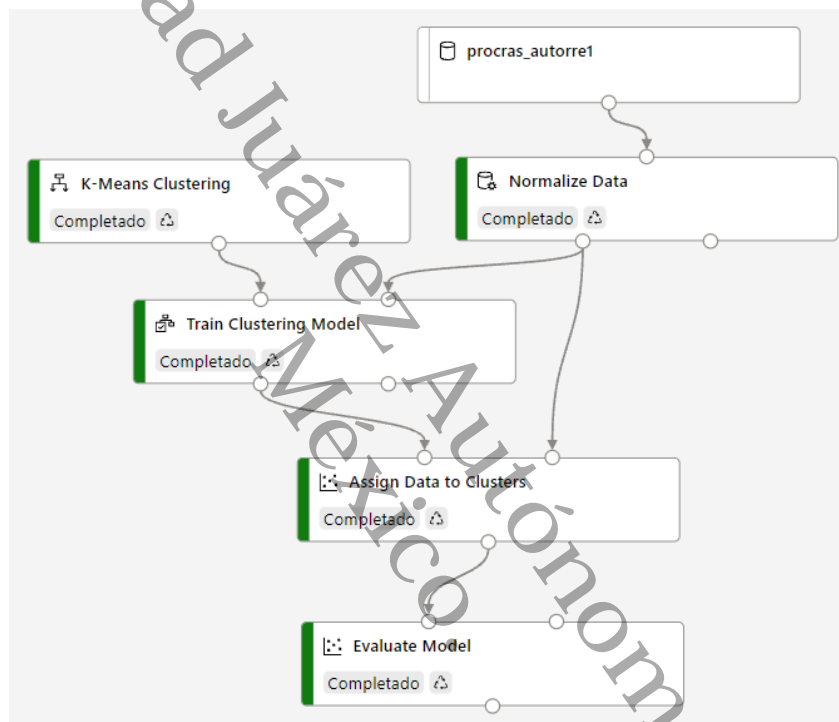 procras_autorre1
K-Means Clustering
Completado
Normalize Data
Completado
Train Clustering Model
Completado
Assign Data to Clusters
Completado
Evaluate Model
Completado
ad Juárez Autónom
México